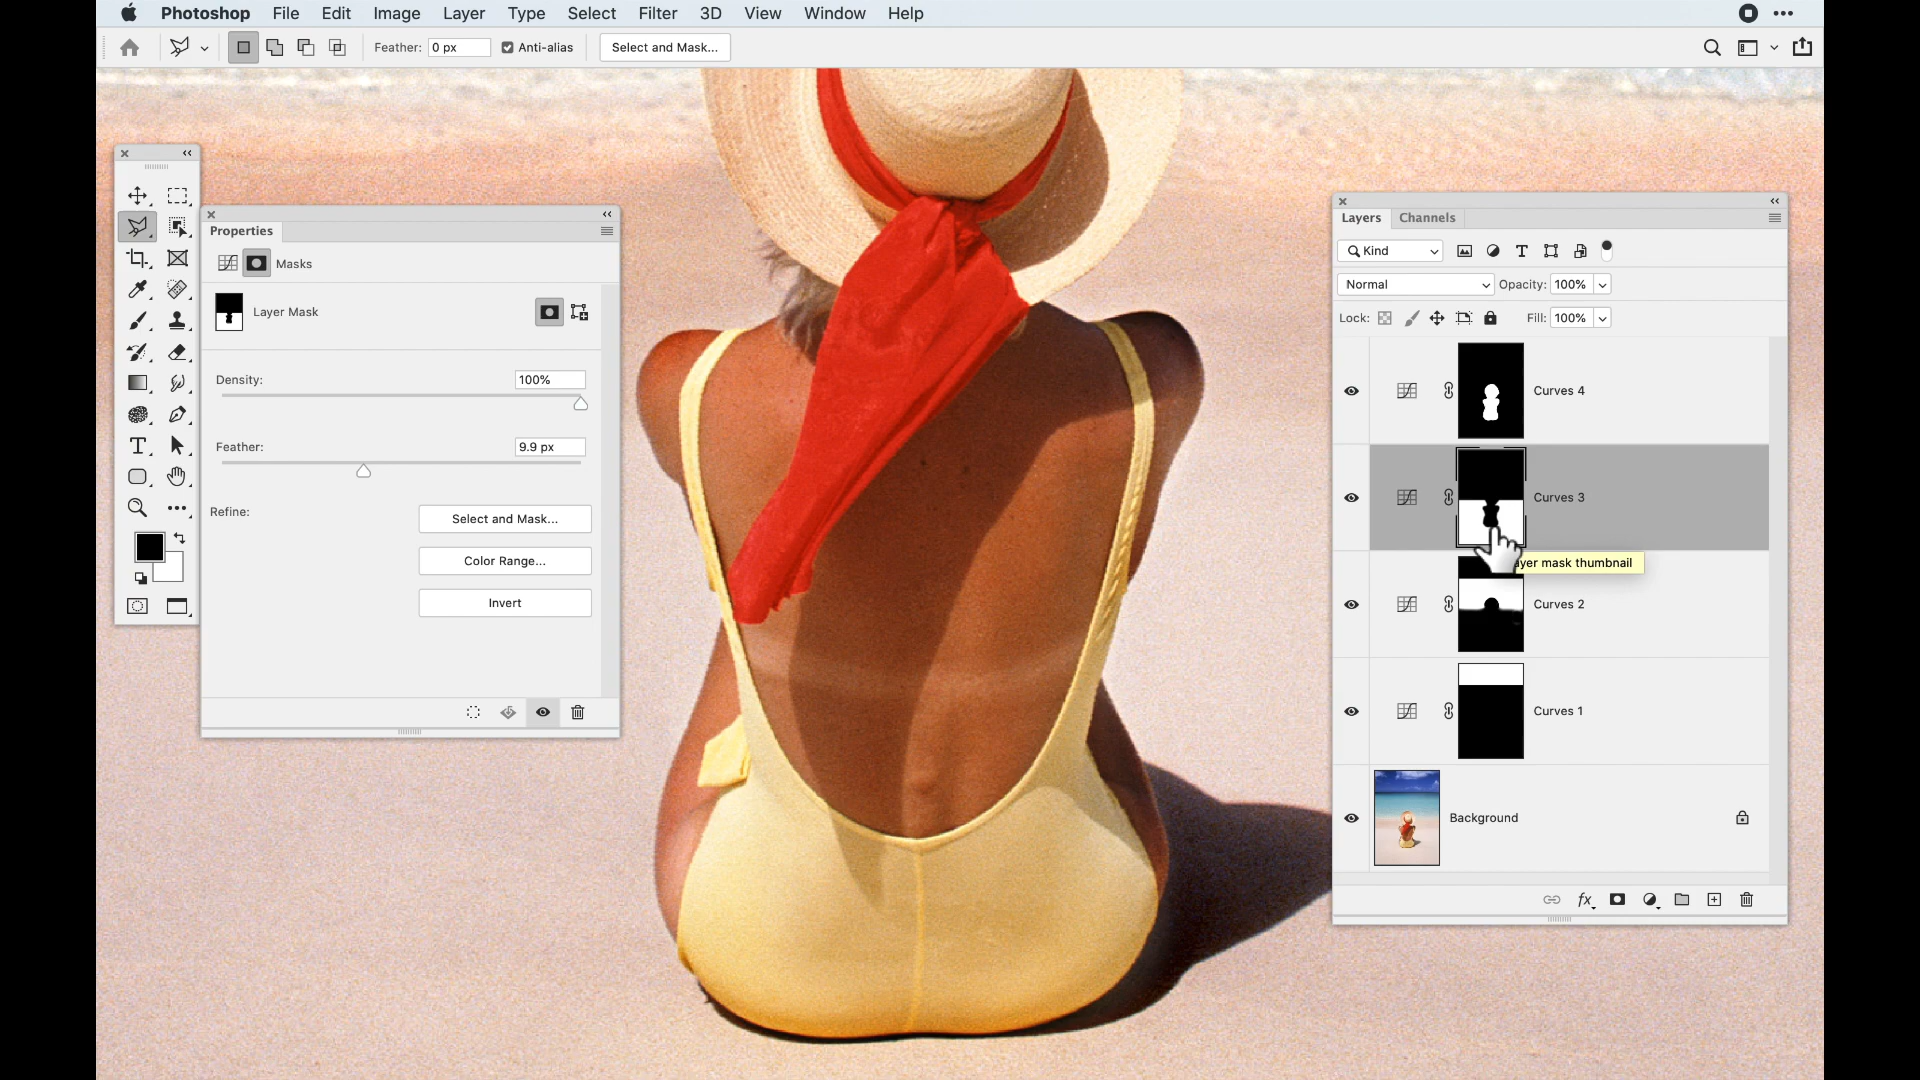 Photoshop File Edit Image Layer Type Select Filter 3D View Window Help
Feather: 0 px Anti-alias Select and Mask...
Properties
Masks
Layer Mask
Density: 100%
Feather: 9.9 px
Refine:
Select and Mask...
Color Range...
Invert
Layers Channels
Kind
Normal Opacity: 100%
Lock: Fill: 100%
Curves 4
Curves 3
ayer mask thumbnail
Curves 2
Curves 1
Background
fx